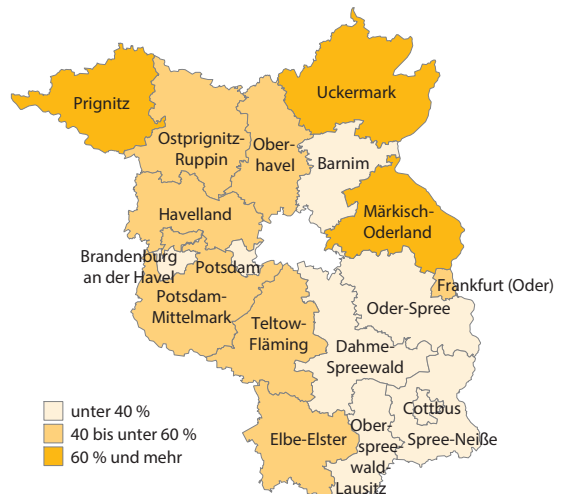 Prignitz
Uckermark
Ostprignitz-
Ruppin
Ober-
havel
Barnim
Havelland
Märkisch-
Oderland
Brandenburg
an der Havel
Potsdam
Frankfurt (Oder)
Potsdam-
Mittelmark
Oder-Spree
Teltow-
Fläming
Dahme-
Spreewald
Cottbus
Ober-
spree-
wald-
Lausitz
Elbe-Elster
Spree-Neiße
unter 40 %
40 bis unter 60 %
60 % und mehr